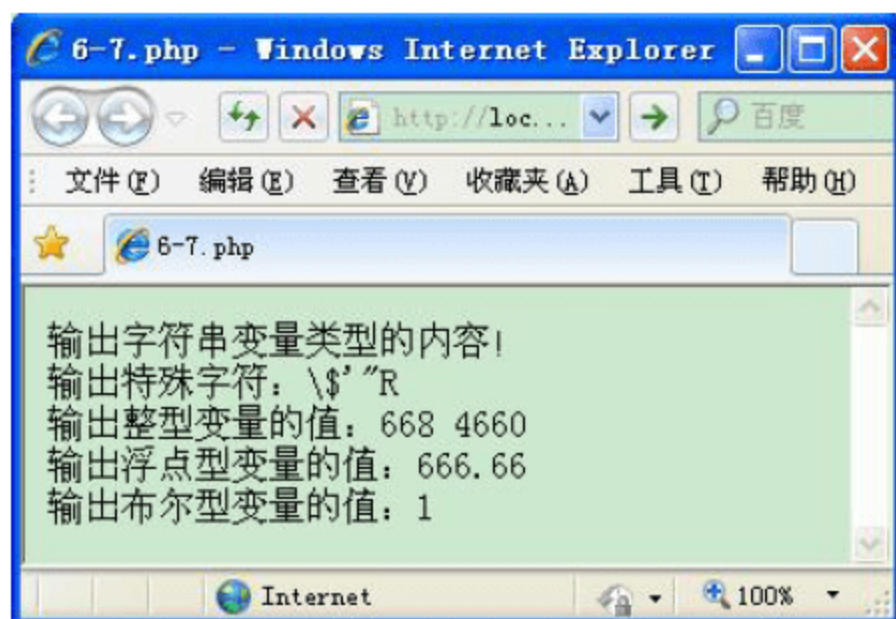 6-7.php - Windows Internet Explorer
http://loc... 百度
文件(F) 编辑(E) 查看(V) 收藏夹(A) 工具(T) 帮助(H)
6-7.php
输出字符串变量类型的内容!
输出特殊字符：\$'"R
输出整型变量的值：668 4660
输出浮点型变量的值：666.66
输出布尔型变量的值：1
Internet 100%